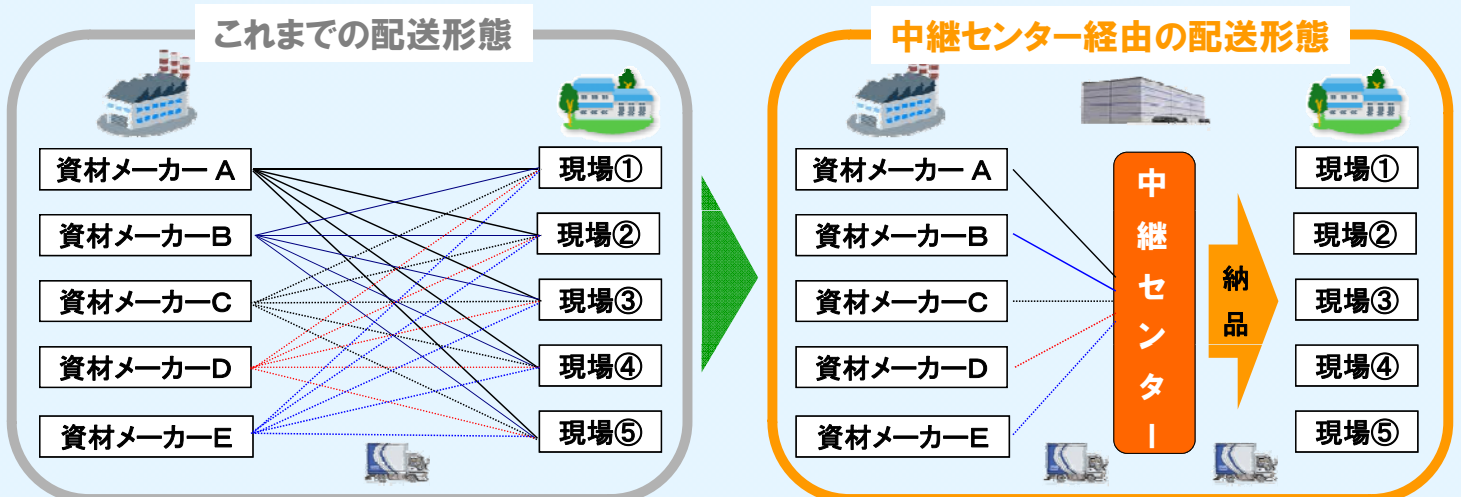 これまでの配送形態
資材メーカー A
資材メーカーB
資材メーカーC
資材メーカーD
資材メーカーE
現場①
現場②
現場③
現場④
現場⑤
中継センター経由の配送形態
資材メーカー A
資材メーカーB
資材メーカーC
資材メーカーD
資材メーカーE
中継センター
納品
現場①
現場②
現場③
現場④
現場⑤